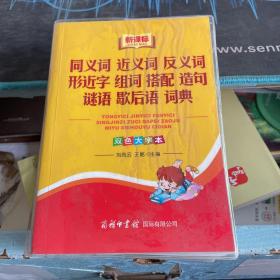 新课标
同义词 近义词 反义词
形近字 组词 搭配 造句
谜语 歇后语 词典
TONGYICI JINYICI FANYICI
XINGJINZI ZUCI DAPEI ZAOJU
MIYU XIEHOUYU CIDIAN
双色大字本
商务印书馆 国际有限公司
www.senn